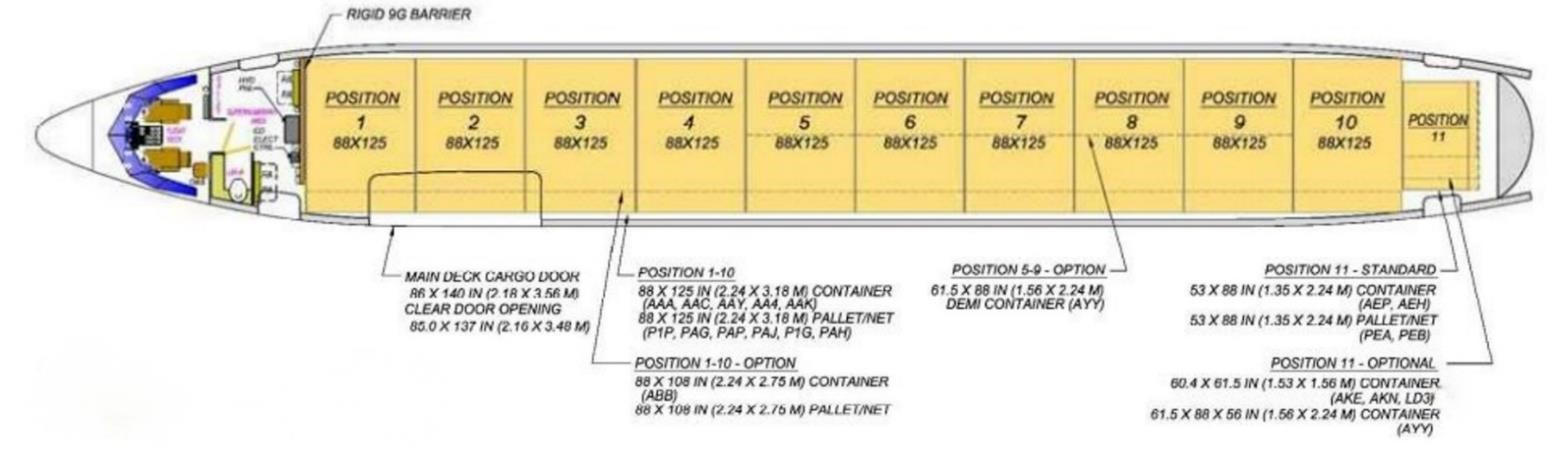 RIGID 9G BARRIER
HYD
SUPERNUMERARY
AREA
FLIGHT
DECK
POSITION
1
88X125
POSITION
2
88X125
POSITION
3
88X125
POSITION
4
88X125
POSITION
5
88X125
POSITION
6
88X125
POSITION
7
88X125
POSITION
8
88X125
POSITION
9
88X125
POSITION
10
88X125
POSITION
11
MAIN DECK CARGO DOOR
86 X 140 IN (2.18 X 3.56 M)
CLEAR DOOR OPENING
85.0 X 137 IN (2.16 X 3.48 M)
POSITION 1-10
88 X 125 IN (2.24 X 3.18 M) CONTAINER
(AAA, AAC, AAY, AA4, AAK)
88 X 125 IN (2.24 X 3.18 M) PALLET/NET
(P1P, PAG, PAP, PAJ, P1G, PAH)
POSITION 1-10 - OPTION
88 X 108 IN (2.24 X 2.75 M) CONTAINER
(ABB)
88 X 108 IN (2.24 X 2.75 M) PALLET/NET
POSITION 5-9 - OPTION
61.5 X 88 IN (1.56 X 2.24 M)
DEMI CONTAINER (AYY)
POSITION 11 - STANDARD
53 X 88 IN (1.35 X 2.24 M) CONTAINER
(AEP, AEH)
53 X 88 IN (1.35 X 2.24 M) PALLET/NET
(PEA, PEB)
POSITION 11 - OPTIONAL
60.4 X 61.5 IN (1.53 X 1.56 M) CONTAINER
(AKE, AKN, LD3)
61.5 X 88 X 56 IN (1.56 X 2.24 M) CONTAINER
(AYY)